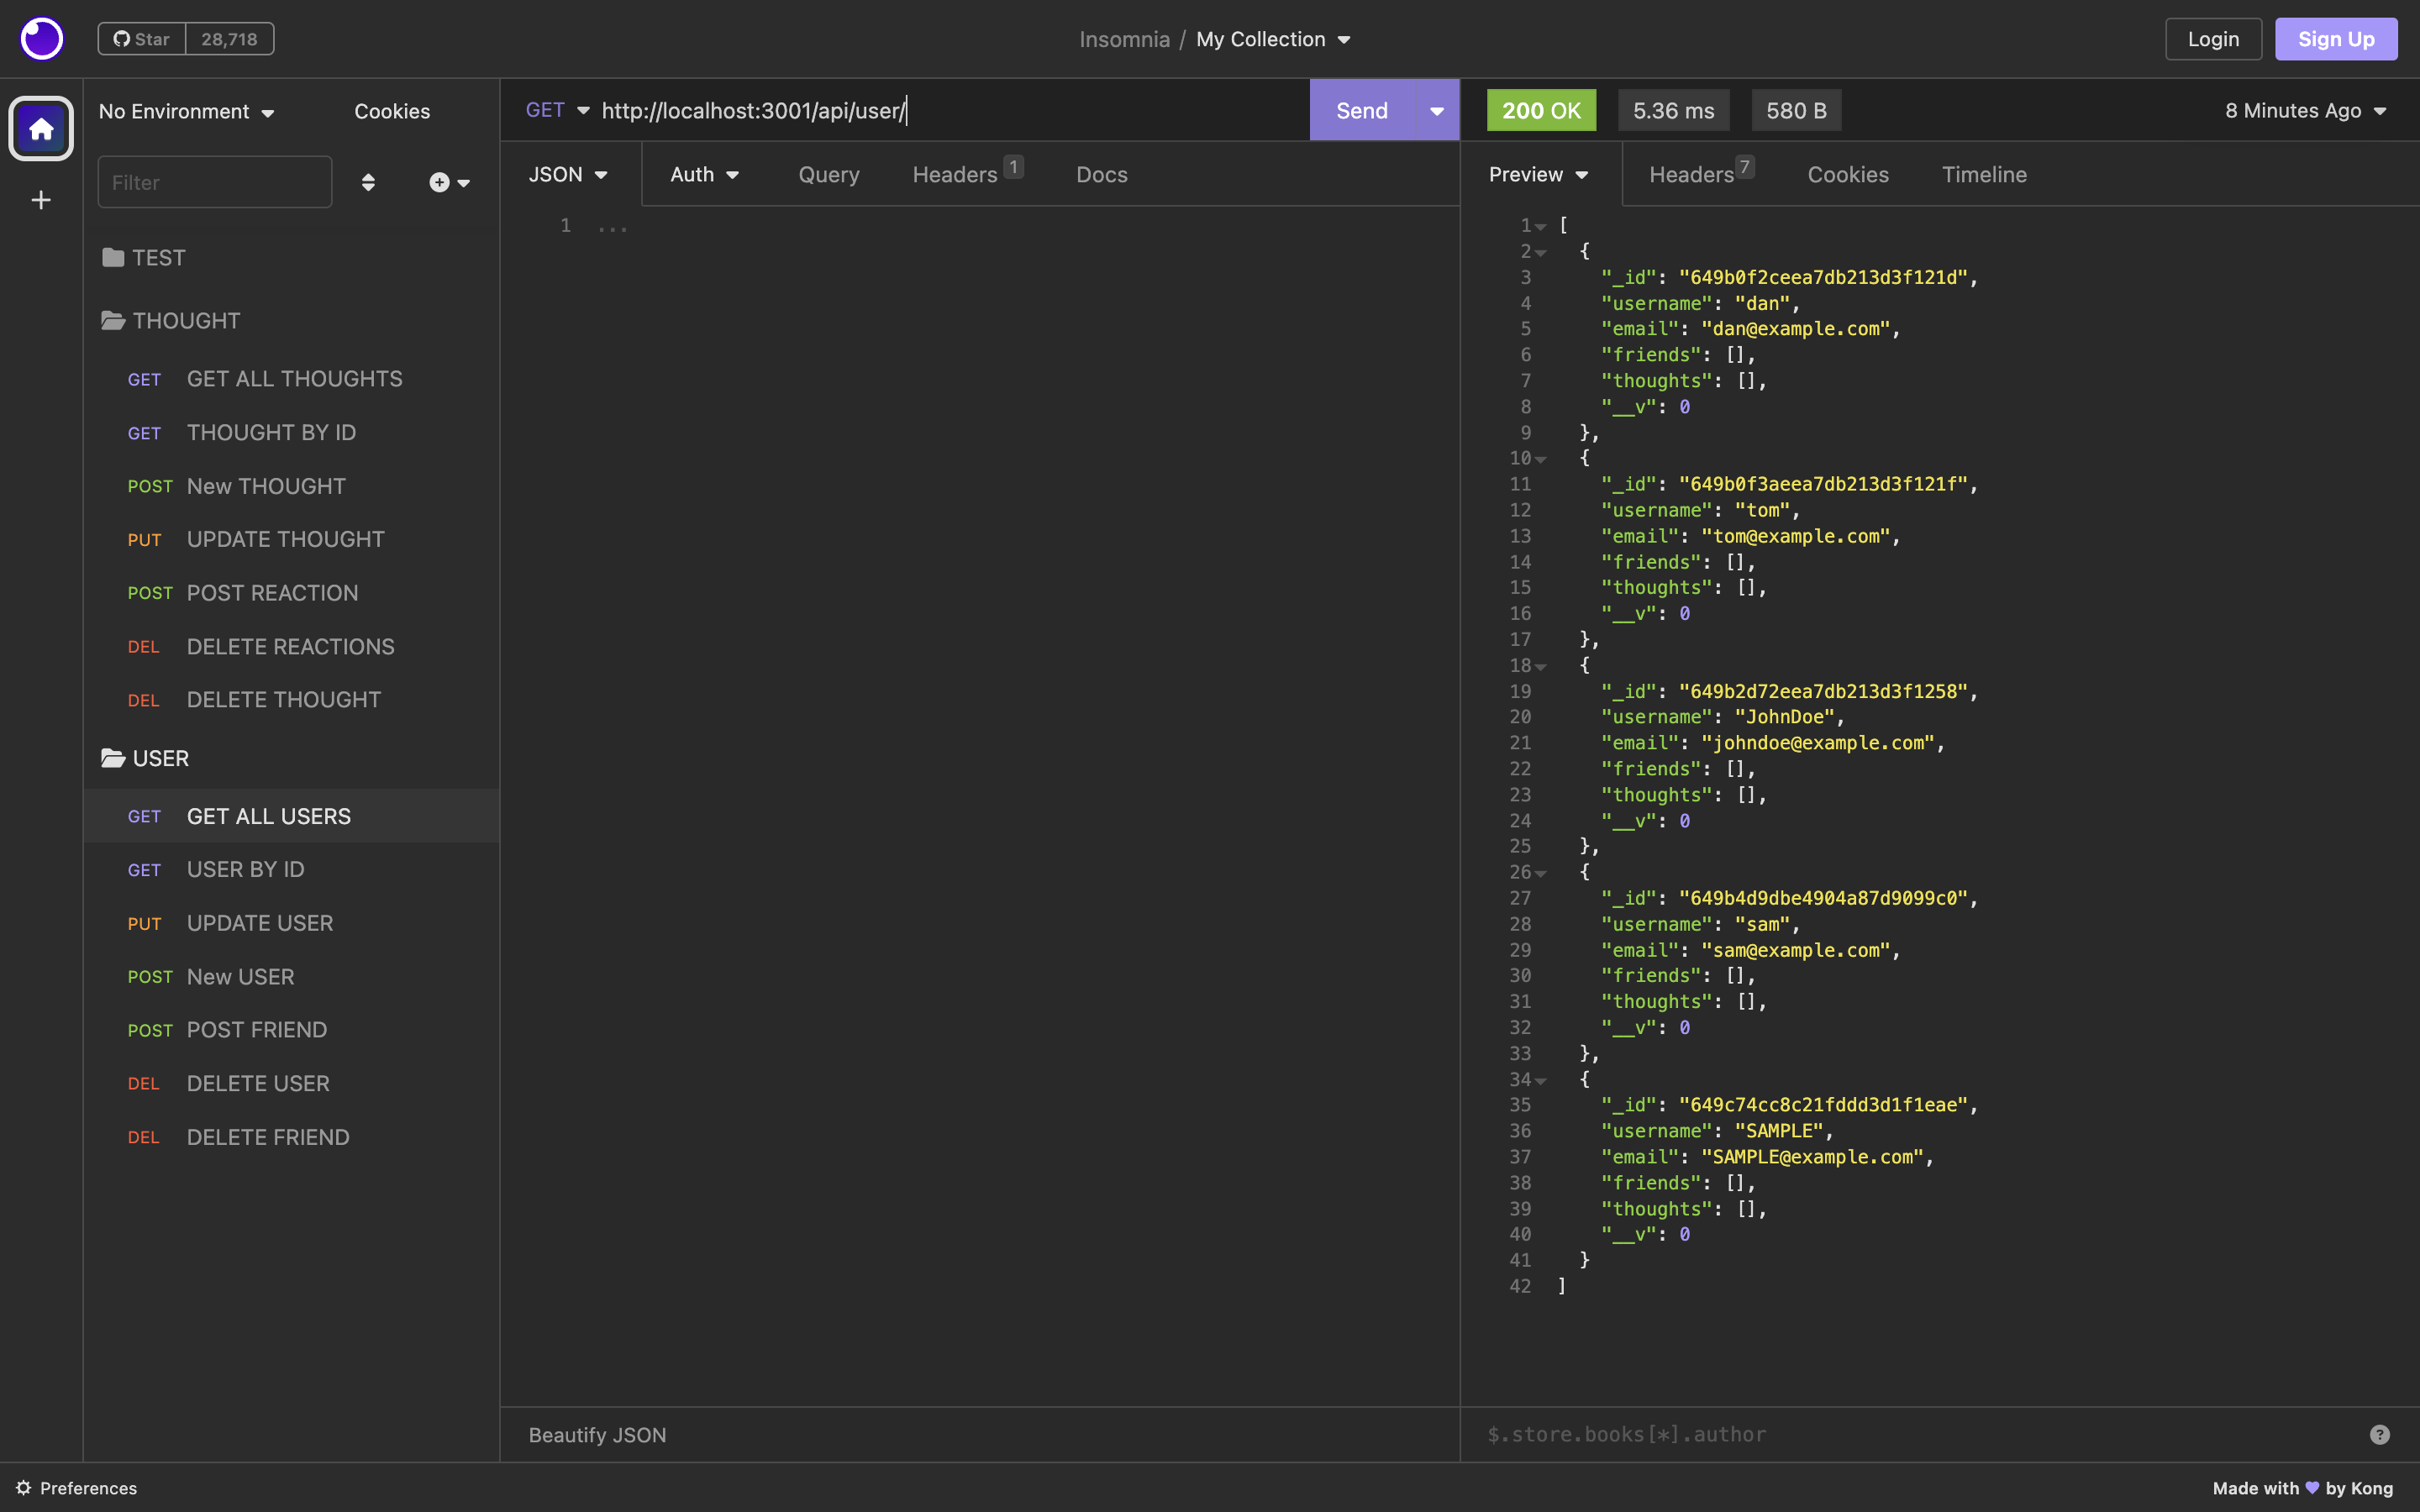 Star 28,718
Insomnia / My Collection
Login Sign Up
No Environment Cookies
Filter
TEST
THOUGHT
GET GET ALL THOUGHTS
GET THOUGHT BY ID
POST New THOUGHT
PUT UPDATE THOUGHT
POST POST REACTION
DEL DELETE REACTIONS
DEL DELETE THOUGHT
USER
GET GET ALL USERS
GET USER BY ID
PUT UPDATE USER
POST New USER
POST POST FRIEND
DEL DELETE USER
DEL DELETE FRIEND
GET http://localhost:3001/api/user/ Send
JSON Auth Query Headers 1 Docs
1 ...
Beautify JSON
200 OK 5.36 ms 580 B 8 Minutes Ago
Preview Headers 7 Cookies Timeline
1 [
2 {
3 "_id": "649b0f2ceea7db213d3f121d",
4 "username": "dan",
5 "email": "dan@example.com",
6 "friends": [],
7 "thoughts": [],
8 "__v": 0
9 },
10 {
11 "_id": "649b0f3aeea7db213d3f121f",
12 "username": "tom",
13 "email": "tom@example.com",
14 "friends": [],
15 "thoughts": [],
16 "__v": 0
17 },
18 {
19 "_id": "649b2d72eea7db213d3f1258",
20 "username": "JohnDoe",
21 "email": "johndoe@example.com",
22 "friends": [],
23 "thoughts": [],
24 "__v": 0
25 },
26 {
27 "_id": "649b4d9dbe4904a87d9099c0",
28 "username": "sam",
29 "email": "sam@example.com",
30 "friends": [],
31 "thoughts": [],
32 "__v": 0
33 },
34 {
35 "_id": "649c74cc8c21fddd3d1f1eae",
36 "username": "SAMPLE",
37 "email": "SAMPLE@example.com",
38 "friends": [],
39 "thoughts": [],
40 "__v": 0
41 }
42 ]
$.store.books[*].author ?
Preferences
Made with 💜 by Kong